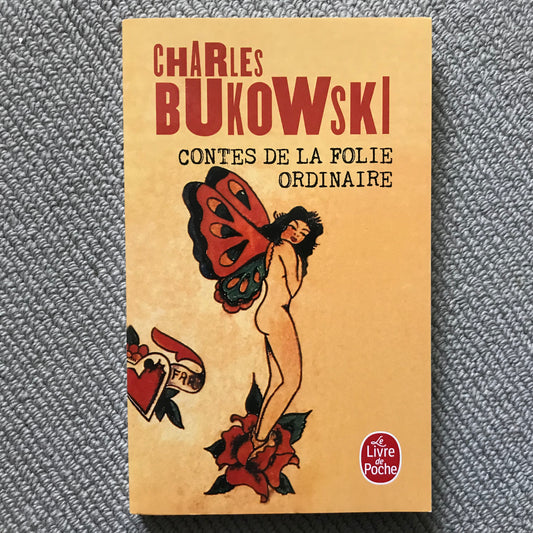 CHARLES
BUKOWSKI
CONTES DE LA FOLIE
ORDINAIRE
Le
Livre
de
Poche